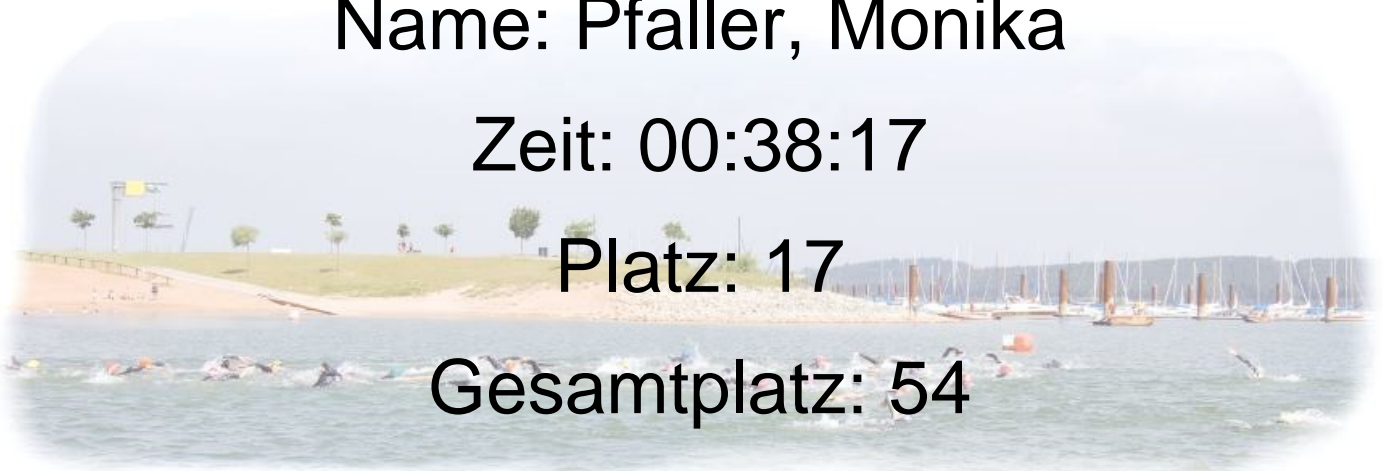 Name: Pfaller, Monika
Zeit: 00:38:17
Platz: 17
Gesamtplatz: 54